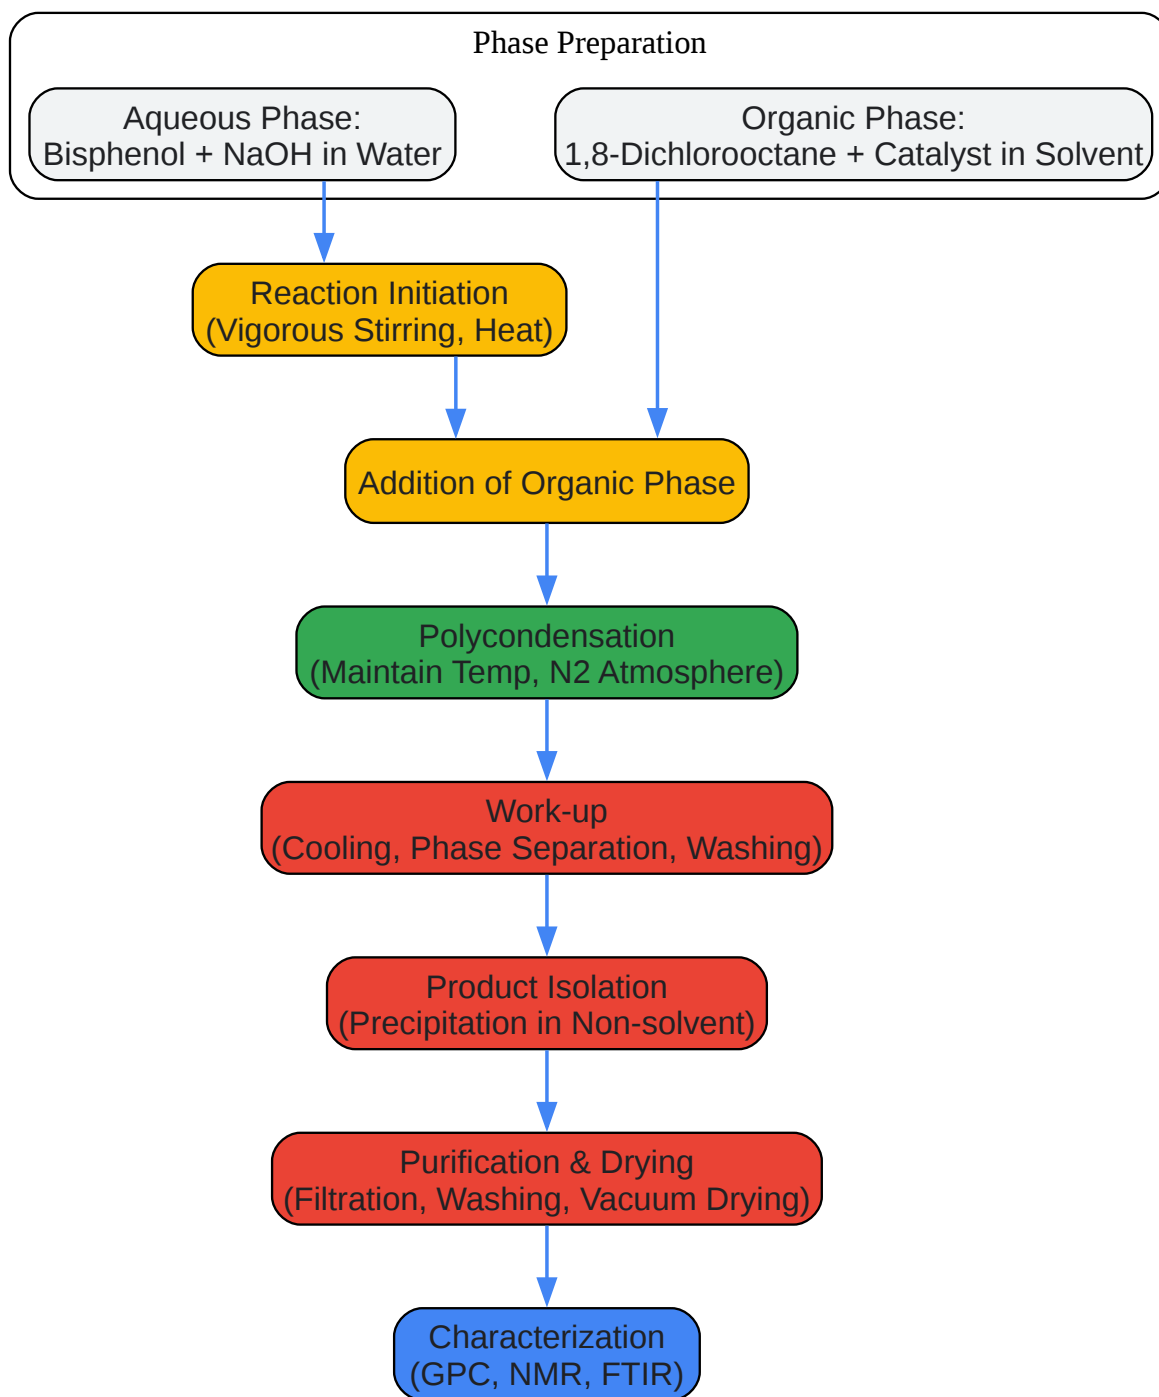 Phase Preparation
Aqueous Phase:
Bisphenol + NaOH in Water
Organic Phase:
1,8-Dichlorooctane + Catalyst in Solvent
Reaction Initiation
(Vigorous Stirring, Heat)
Addition of Organic Phase
Polycondensation
(Maintain Temp, N2 Atmosphere)
Work-up
(Cooling, Phase Separation, Washing)
Product Isolation
(Precipitation in Non-solvent)
Purification & Drying
(Filtration, Washing, Vacuum Drying)
Characterization
(GPC, NMR, FTIR)